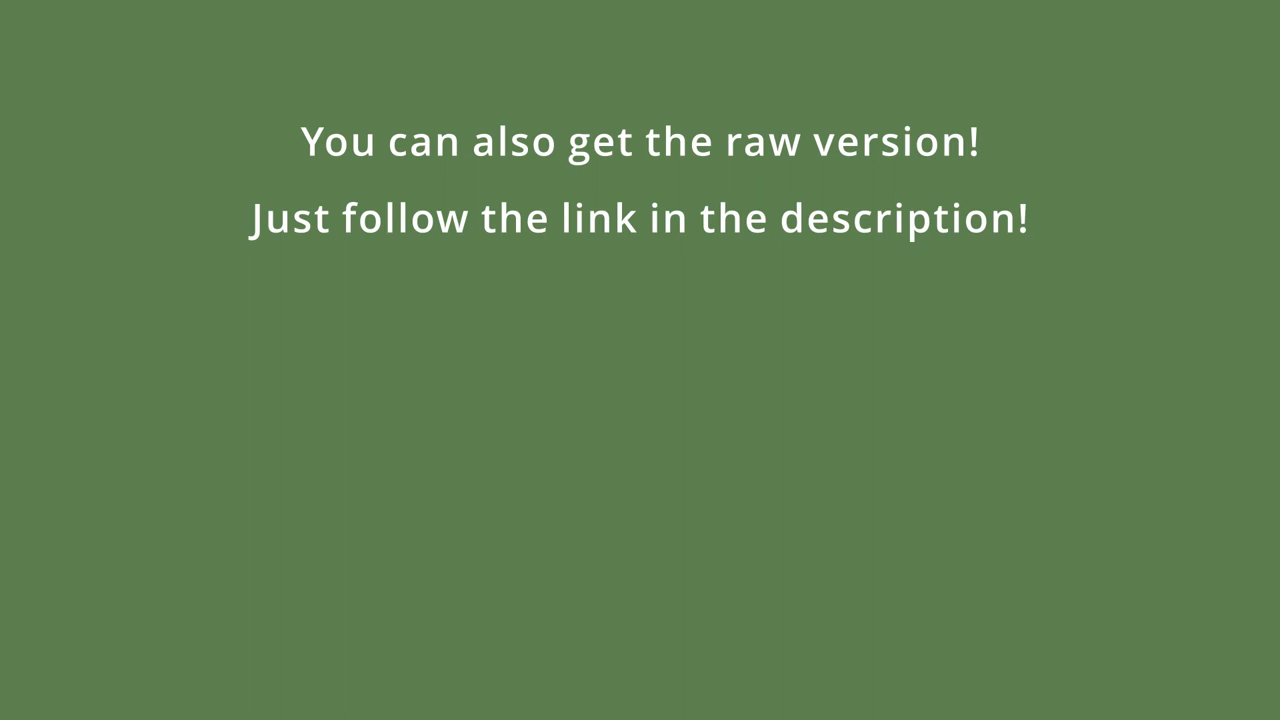 You can also get the raw version!
Just follow the link in the description!